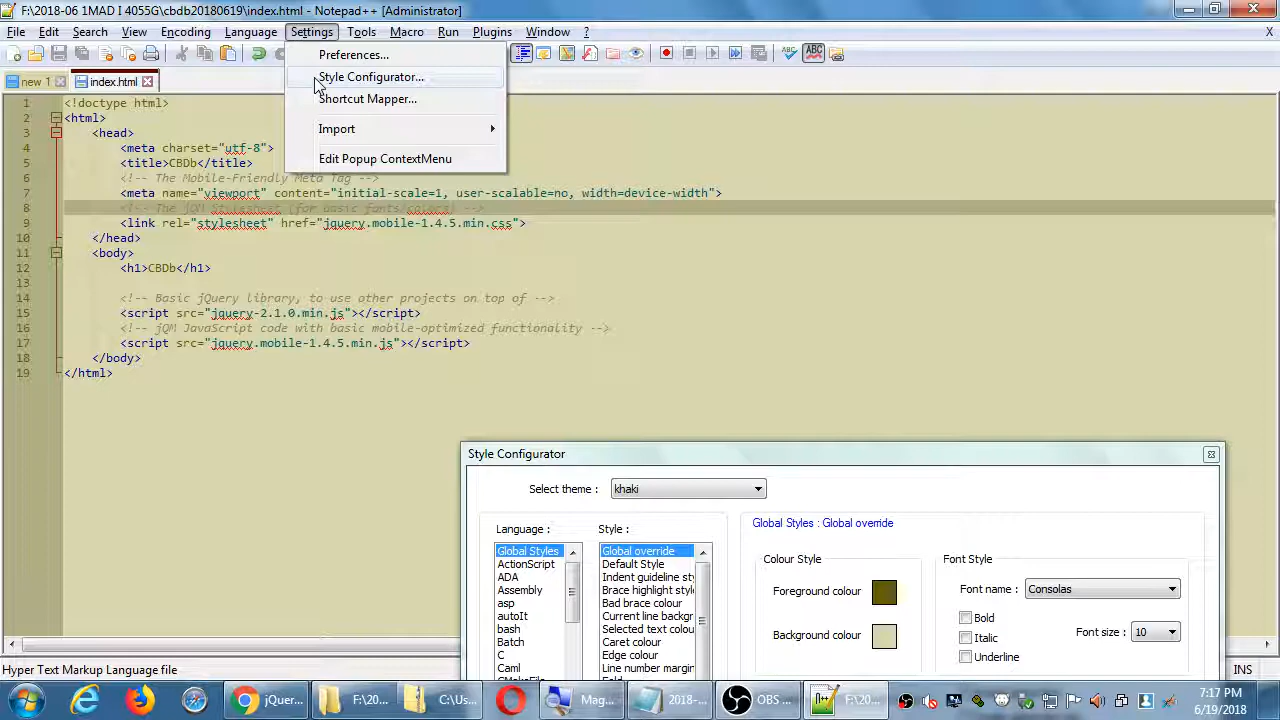 F:\2018-06 1MAD I 4055G\cbdb20180619\index.html - Notepad++ [Administrator]
File Edit Search View Encoding Language Settings Tools Macro Run Plugins Window ? X
Preferences...
new 1 index.html
Style Configurator...
Shortcut Mapper...
Import
Edit Popup ContextMenu
1 <!doctype html>
2 <html>
3 <head>
4 <meta charset="utf-8">
5 <title>CBDb</title>
6 <!-- The Mobile-Friendly Meta Tag -->
7 <meta name="viewport" content="initial-scale=1, user-scalable=no, width=device-width">
8 <!-- The jQM Stylesheet (for basic fonts/colors) -->
9 <link rel="stylesheet" href="jquery.mobile-1.4.5.min.css">
10 </head>
11 <body>
12 <h1>CBDb</h1>
13
14 <!-- Basic jQuery library, to use other projects on top of -->
15 <script src="jquery-2.1.0.min.js"></script>
16 <!-- jQM JavaScript code with basic mobile-optimized functionality -->
17 <script src="jquery.mobile-1.4.5.min.js"></script>
18 </body>
19 </html>
Style Configurator
Select theme : khaki
Language : Style : Global Styles : Global override
Global Styles Global override
ActionScript Default Style Colour Style Font Style
ADA Indent guideline sty
Assembly Brace highlight style Foreground colour Font name : Consolas
asp Bad brace colour
autoIt Current line backgr Bold
bash Selected text colou Background colour Italic Font size : 10
Batch Caret colour
C Edge colour Underline
Caml Line number margin
Hyper Text Markup Language file INS
jQuer... F:\20... C:\Us... Mag... 2018-... OBS ... F:\20... 7:17 PM
6/19/2018